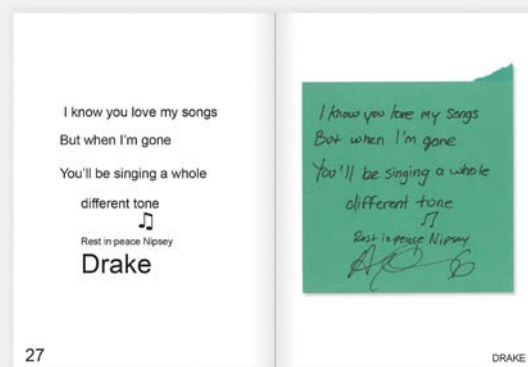 I know you love my songs
But when I'm gone
You'll be singing a whole
different tone
♫
Rest in peace Nipsey
Drake
27
I know you love my songs
But when I'm gone
You'll be singing a whole
different tone
♫
Rest in peace Nipsey
DRAKE